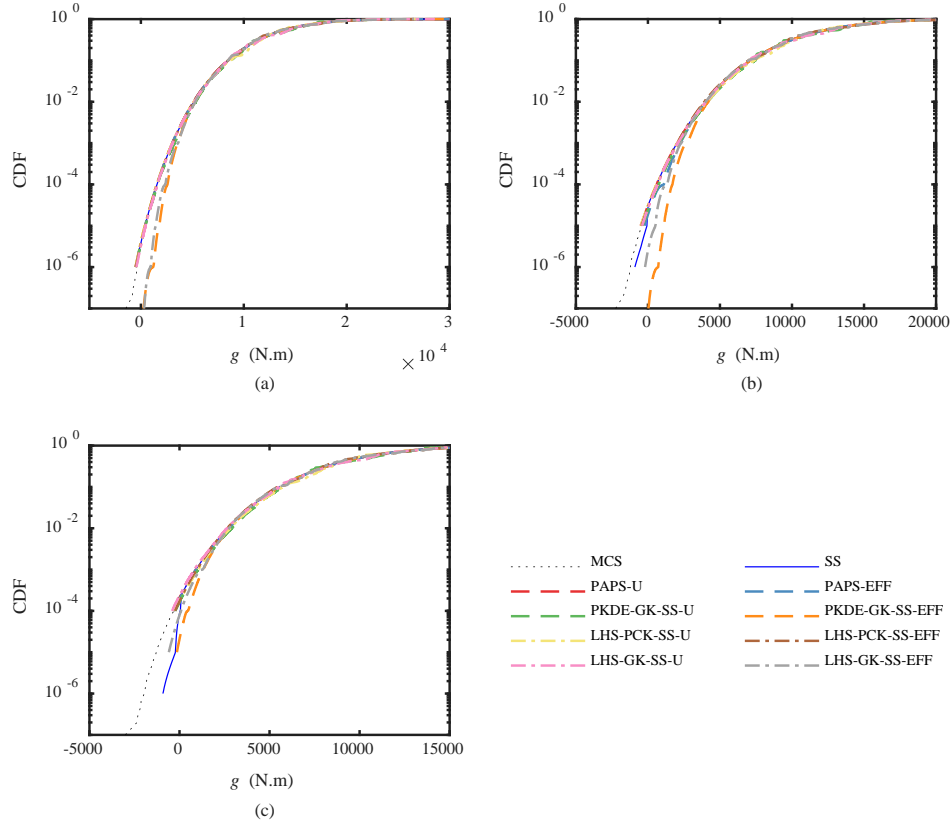 10 0
10 -2
10 -4
10 -6
CDF
0 1 2 3
g (N.m)
× 10 4
(a)
10 0
10 -2
10 -4
10 -6
CDF
-5000 0 5000 10000 15000 20000
g (N.m)
(b)
10 0
10 -2
10 -4
10 -6
CDF
-5000 0 5000 10000 15000
g (N.m)
(c)
MCS SS
PAPS-U PAPS-EFF
PKDE-GK-SS-U PKDE-GK-SS-EFF
LHS-PCK-SS-U LHS-PCK-SS-EFF
LHS-GK-SS-U LHS-GK-SS-EFF